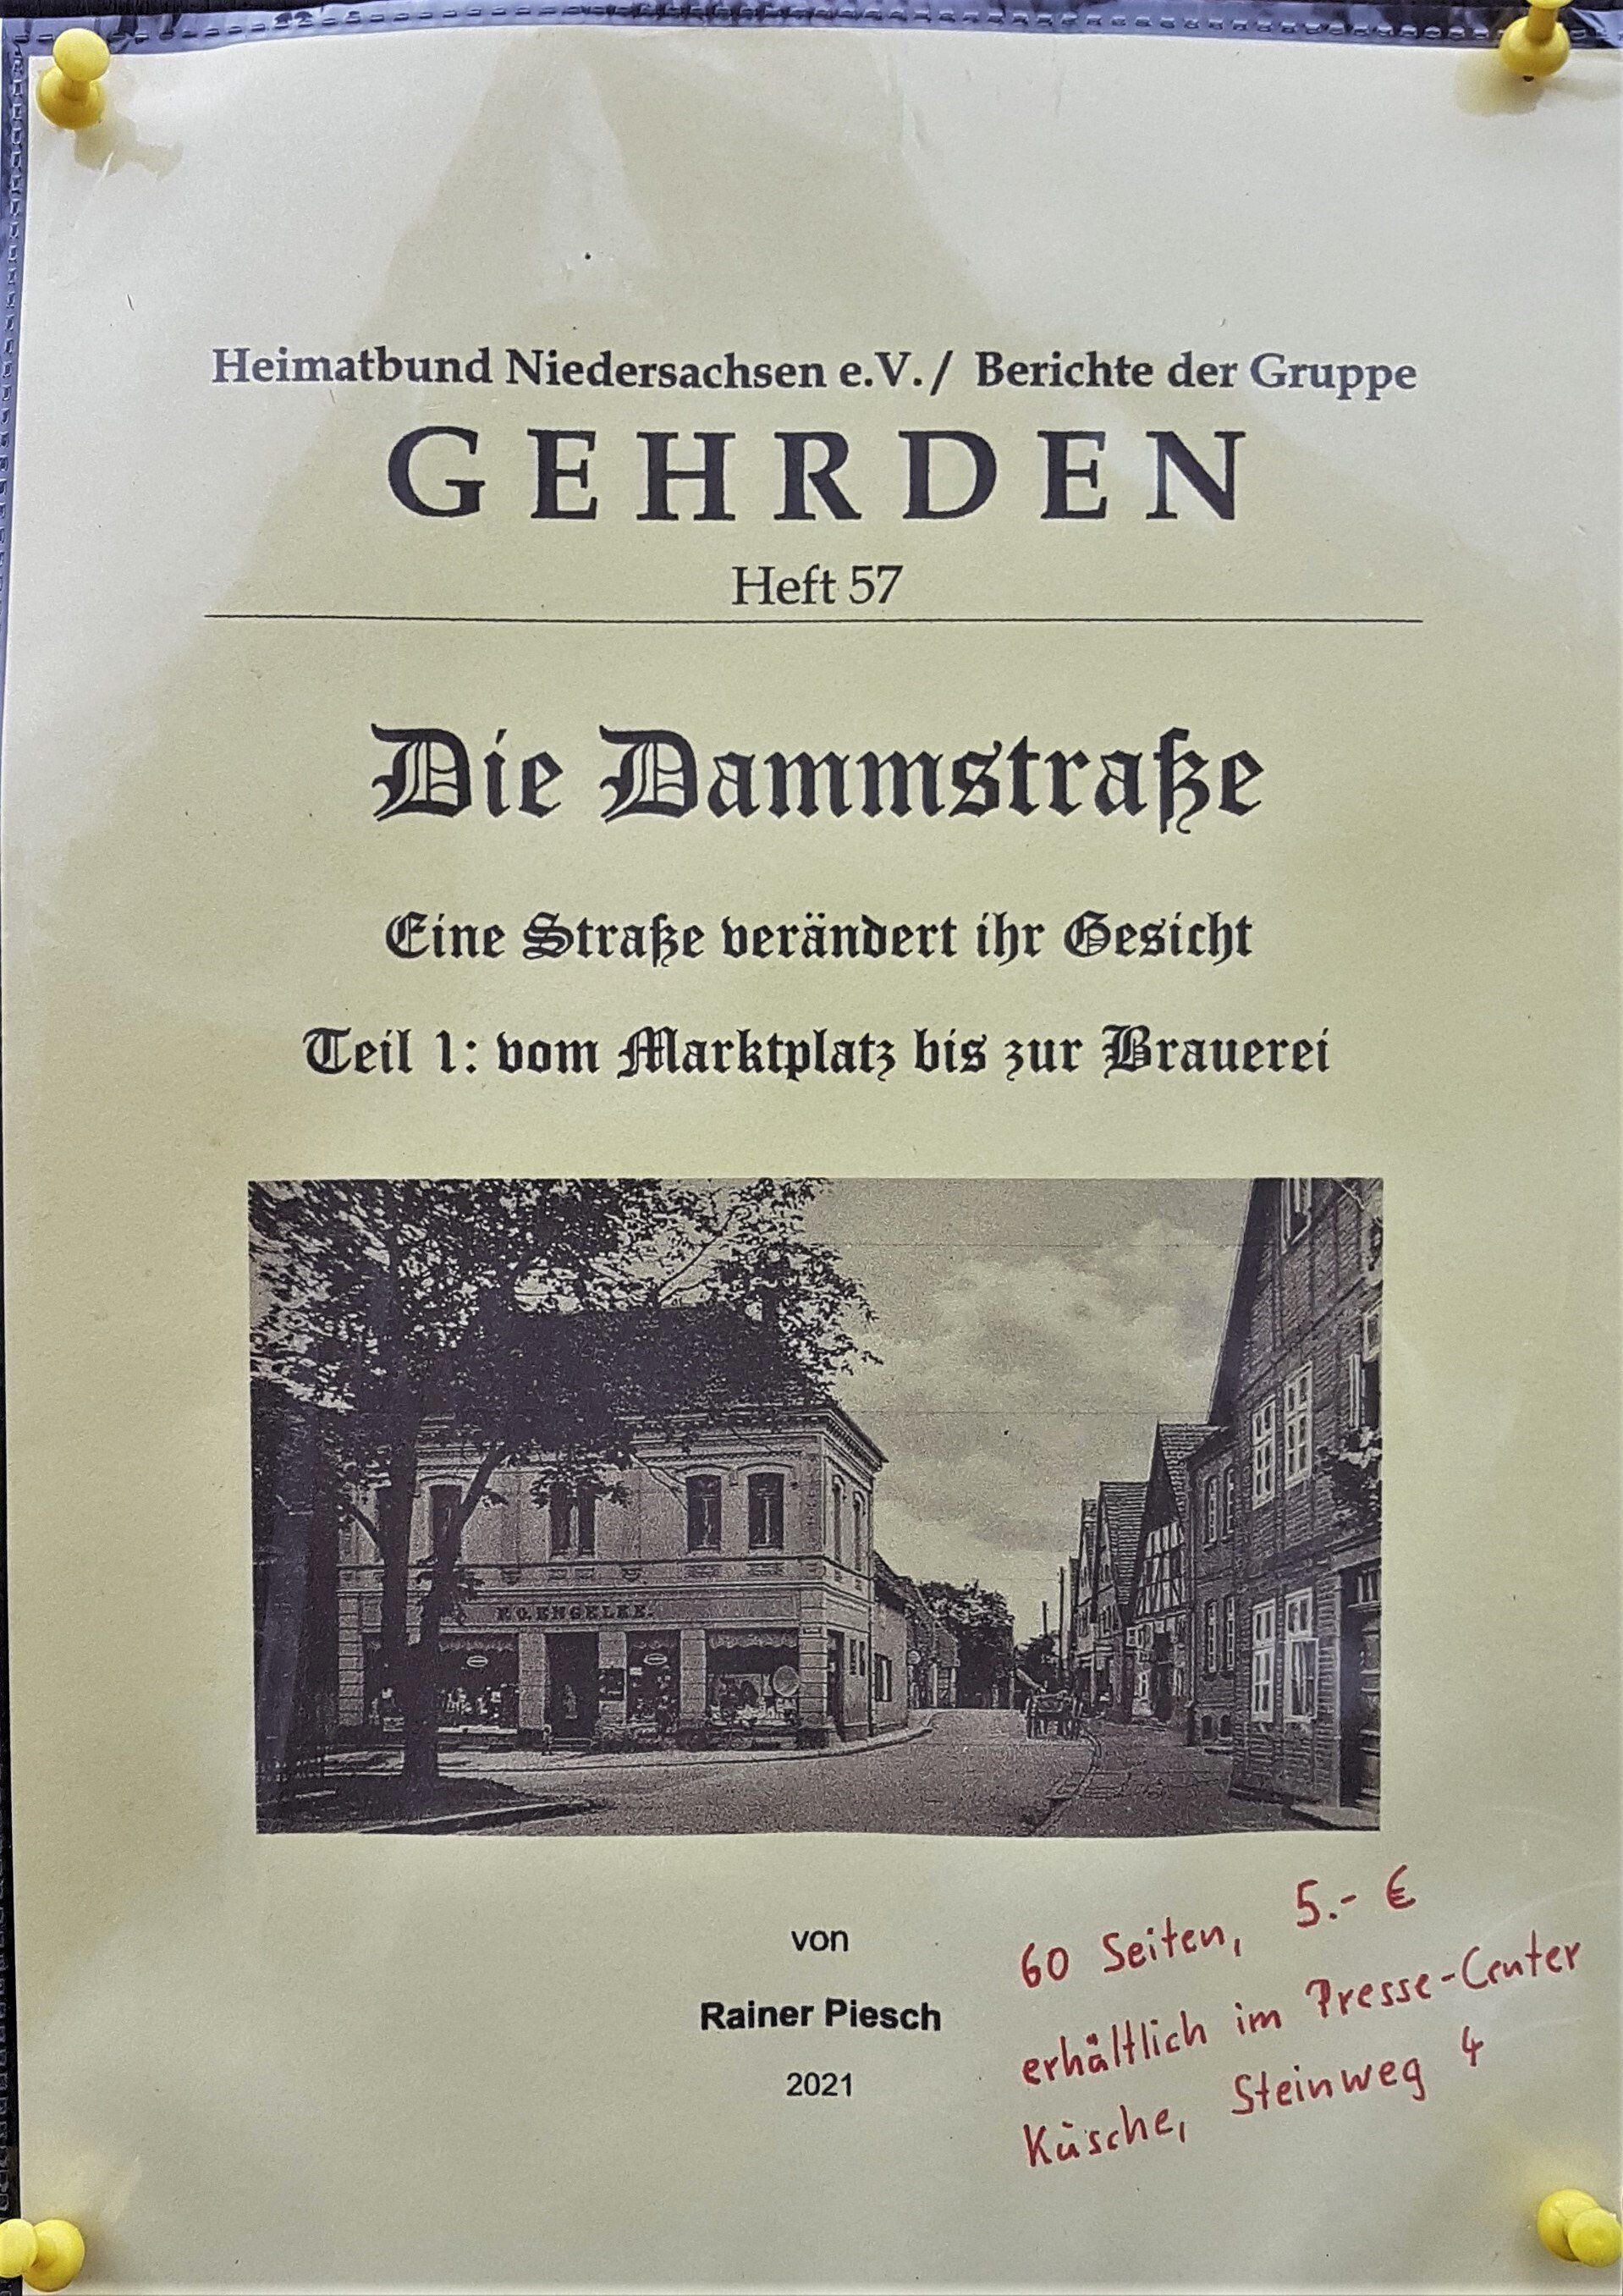 Heimatbund Niedersachsen e.V. / Berichte der Gruppe
GEHRDEN
Heft 57
Die Dammstraße
Eine Straße verändert ihr Gesicht
Teil 1: vom Marktplatz bis zur Brauerei
ENGELKE.
von
Rainer Piesch
2021
60 Seiten, 5.- €
erhältlich im Presse-Center
Küsche, Steinweg 4